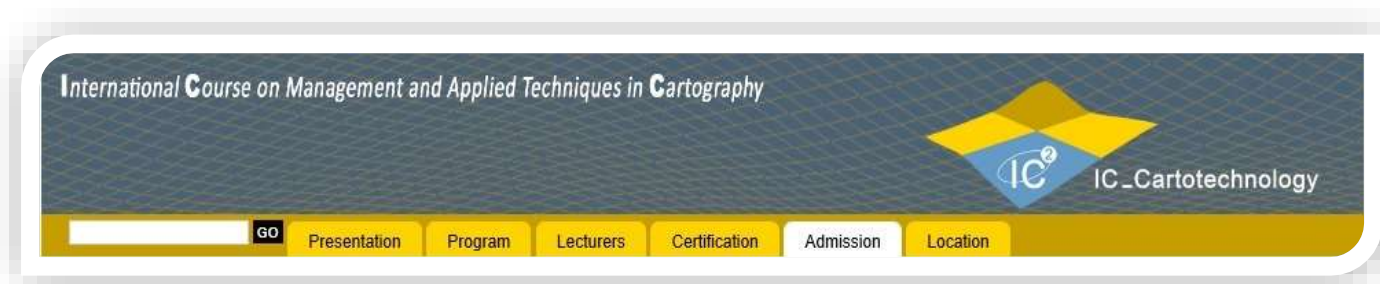 International Course on Management and Applied Techniques in Cartography
IC2
IC_Cartotechnology
GO
Presentation Program Lecturers Certification Admission Location